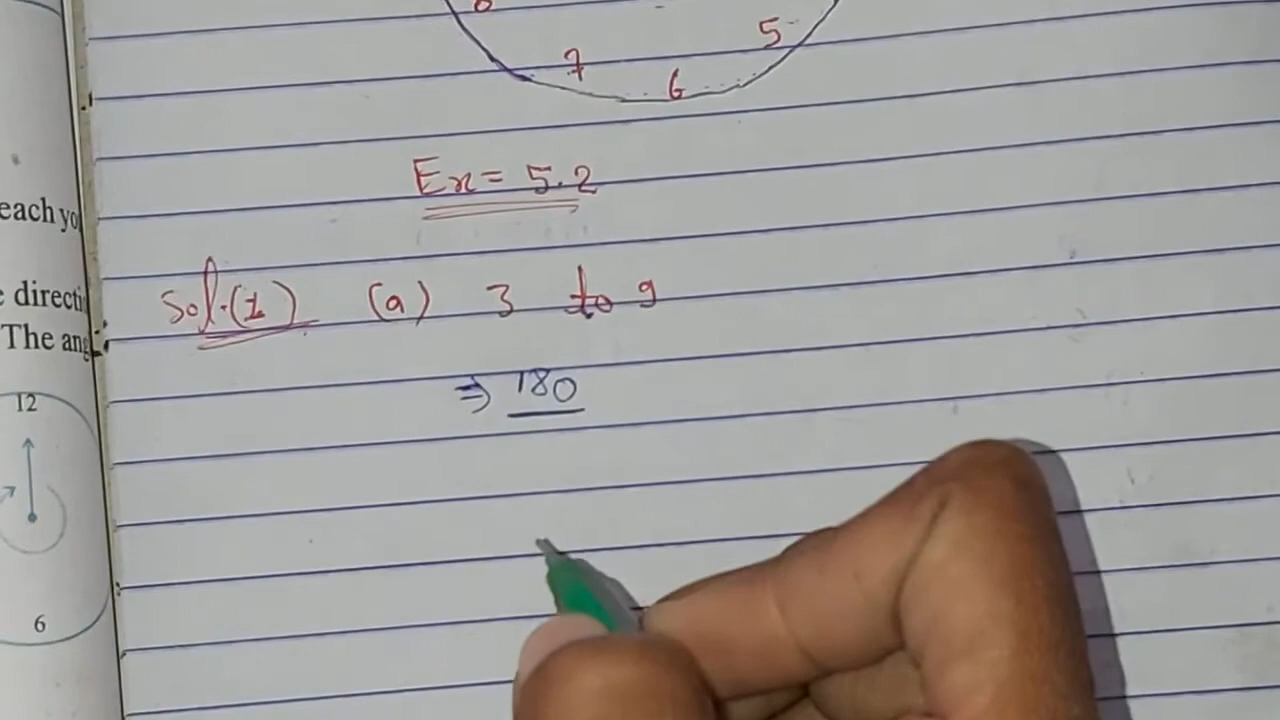 7 6 5
Ex= 5.2
Sol.(1) (a) 3 to 9
⇒ 180
each yo
directi
The ang
12
6